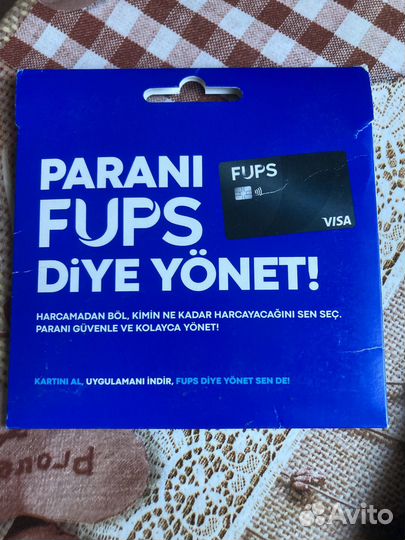 PARANI
FUPS
DiYE YÖNET!
HARCAMADAN BÖL, KİMİN NE KADAR HARCAYACAĞINI SEN SEÇ.
PARANI GÜVENLE VE KOLAYCA YÖNET!
KARTINI AL, UYGULAMANI İNDİR, FUPS DİYE YÖNET SEN DE!
FUPS
VISA
Avito